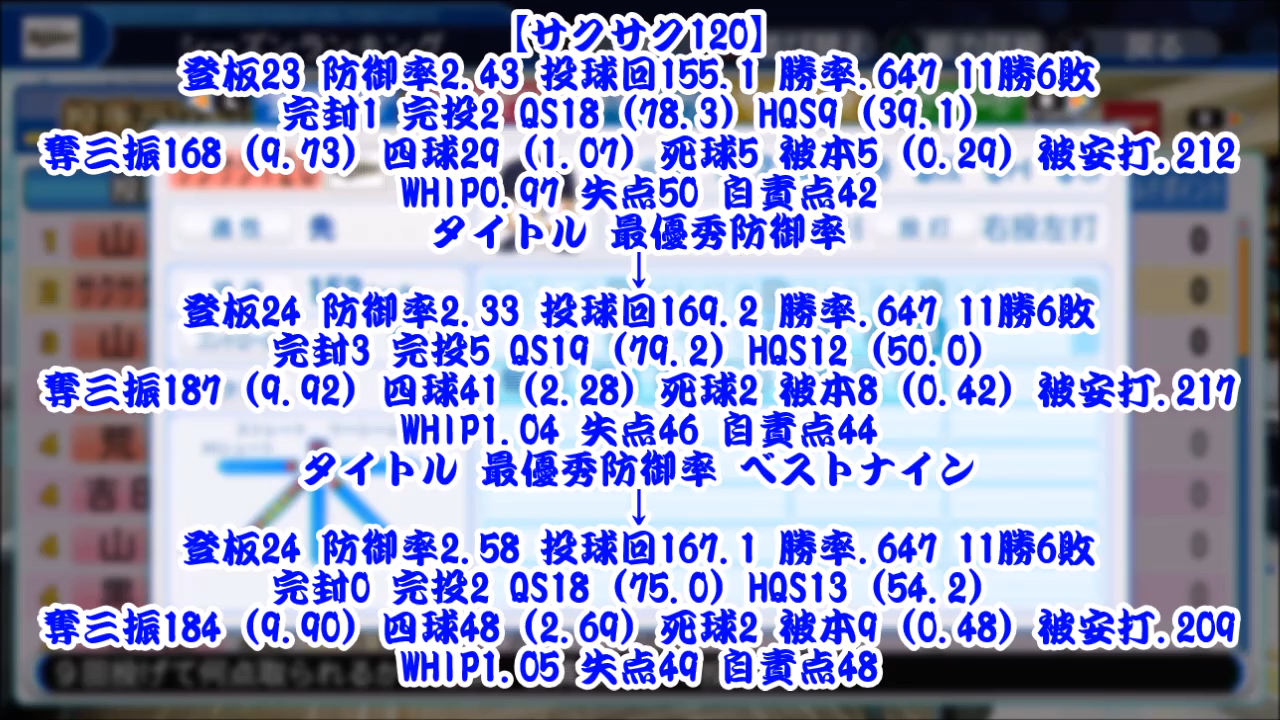 【サクサク120】
登板23 防御率2.43 投球回155.1 勝率.647 11勝6敗
完封1 完投2 QS18 (78.3) HQS9 (39.1)
奪三振168 (9.73) 四球29 (1.07) 死球5 被本5 (0.29) 被安打.212
WHIP0.97 失点50 自責点42
タイトル 最優秀防御率
↓
登板24 防御率2.33 投球回169.2 勝率.647 11勝6敗
完封3 完投5 QS19 (79.2) HQS12 (50.0)
奪三振187 (9.92) 四球41 (2.28) 死球2 被本8 (0.42) 被安打.217
WHIP1.04 失点46 自責点44
タイトル 最優秀防御率 ベストナイン
↓
登板24 防御率2.58 投球回167.1 勝率.647 11勝6敗
完封0 完投2 QS18 (75.0) HQS13 (54.2)
奪三振184 (9.90) 四球48 (2.69) 死球2 被本9 (0.48) 被安打.209
WHIP1.05 失点49 自責点48